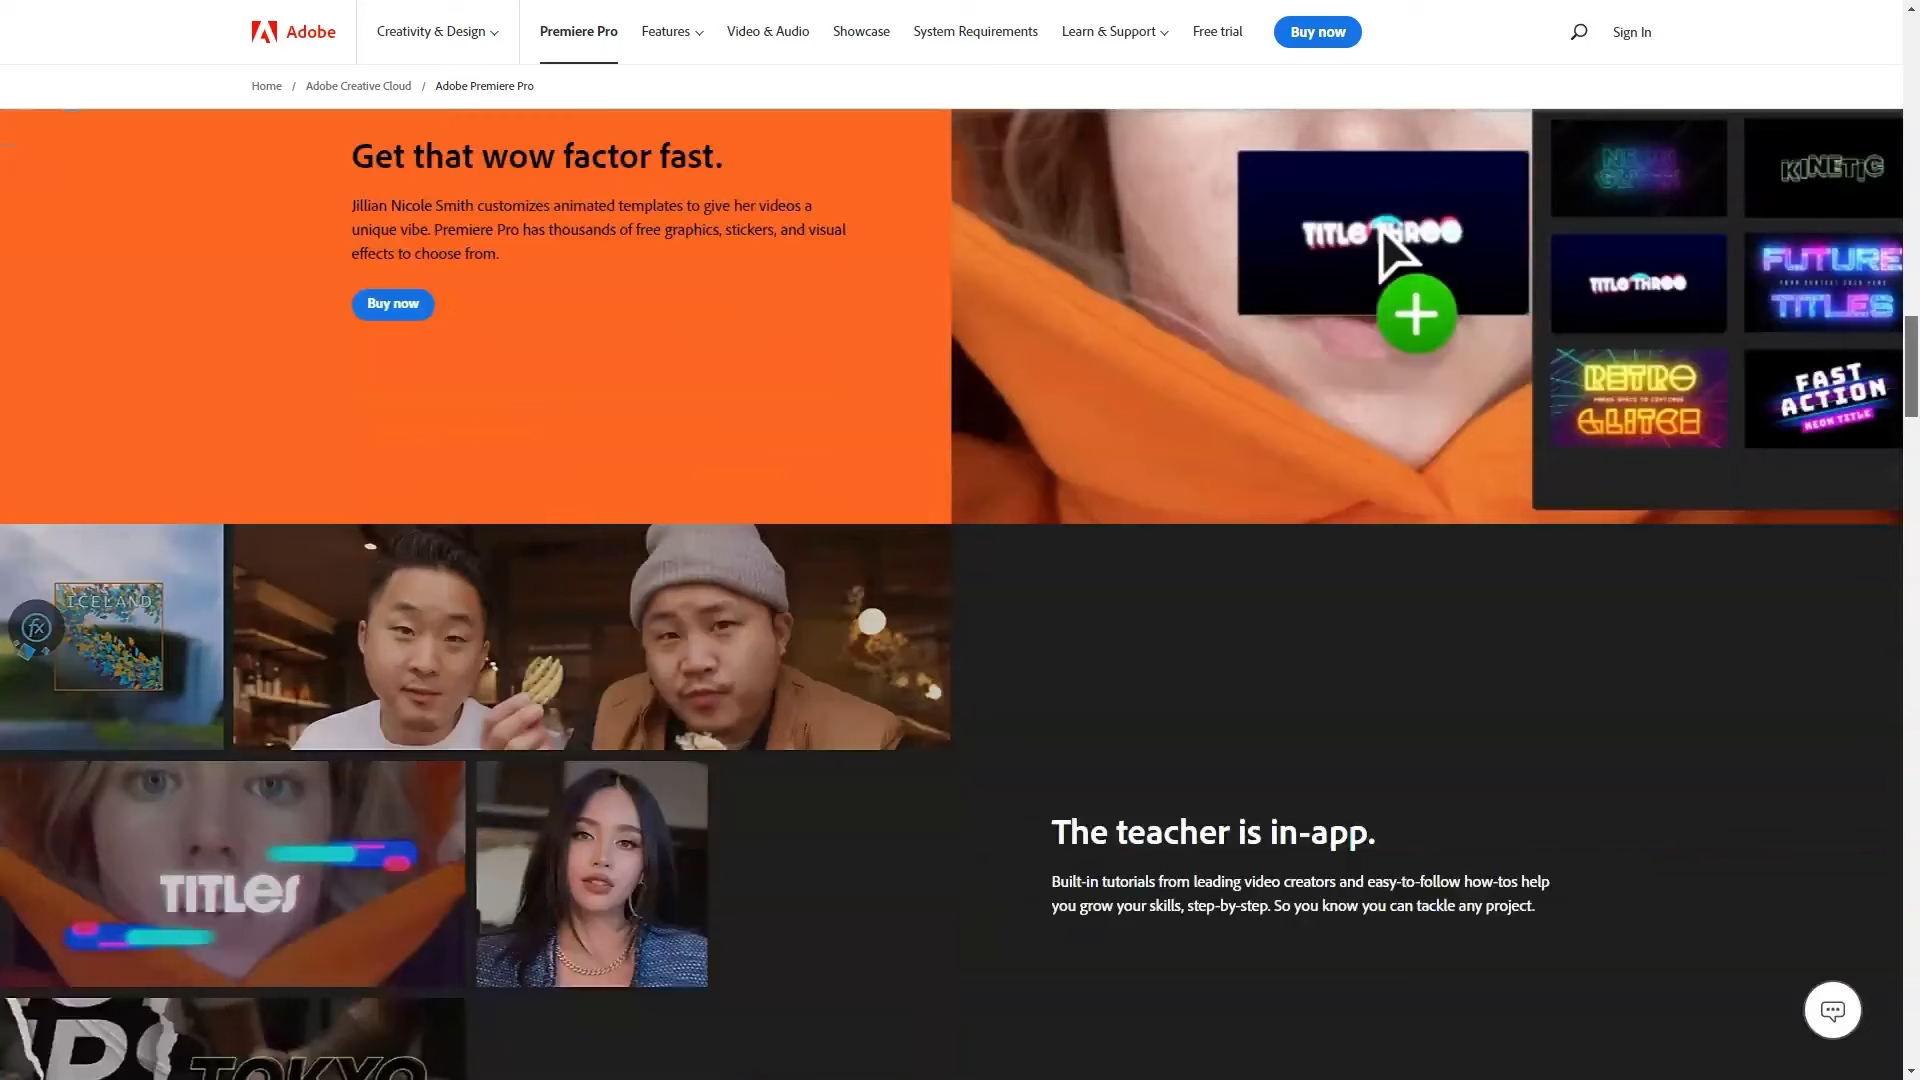 Adobe
Creativity & Design
Premiere Pro
Features
Video & Audio
Showcase
System Requirements
Learn & Support
Free trial
Buy now
Sign In
Home / Adobe Creative Cloud / Adobe Premiere Pro
Get that wow factor fast.
Jillian Nicole Smith customizes animated templates to give her videos a
unique vibe. Premiere Pro has thousands of free graphics, stickers, and visual
effects to choose from.
Buy now
TITLE THREE
KINETIC
TITLE THREE
FUTURE
TITLES
RETRO
GLITCH
FAST
ACTION
NEON TITLE
ICELAND
fx
TITLES
TOKYO
The teacher is in-app.
Built-in tutorials from leading video creators and easy-to-follow how-tos help
you grow your skills, step-by-step. So you know you can tackle any project.